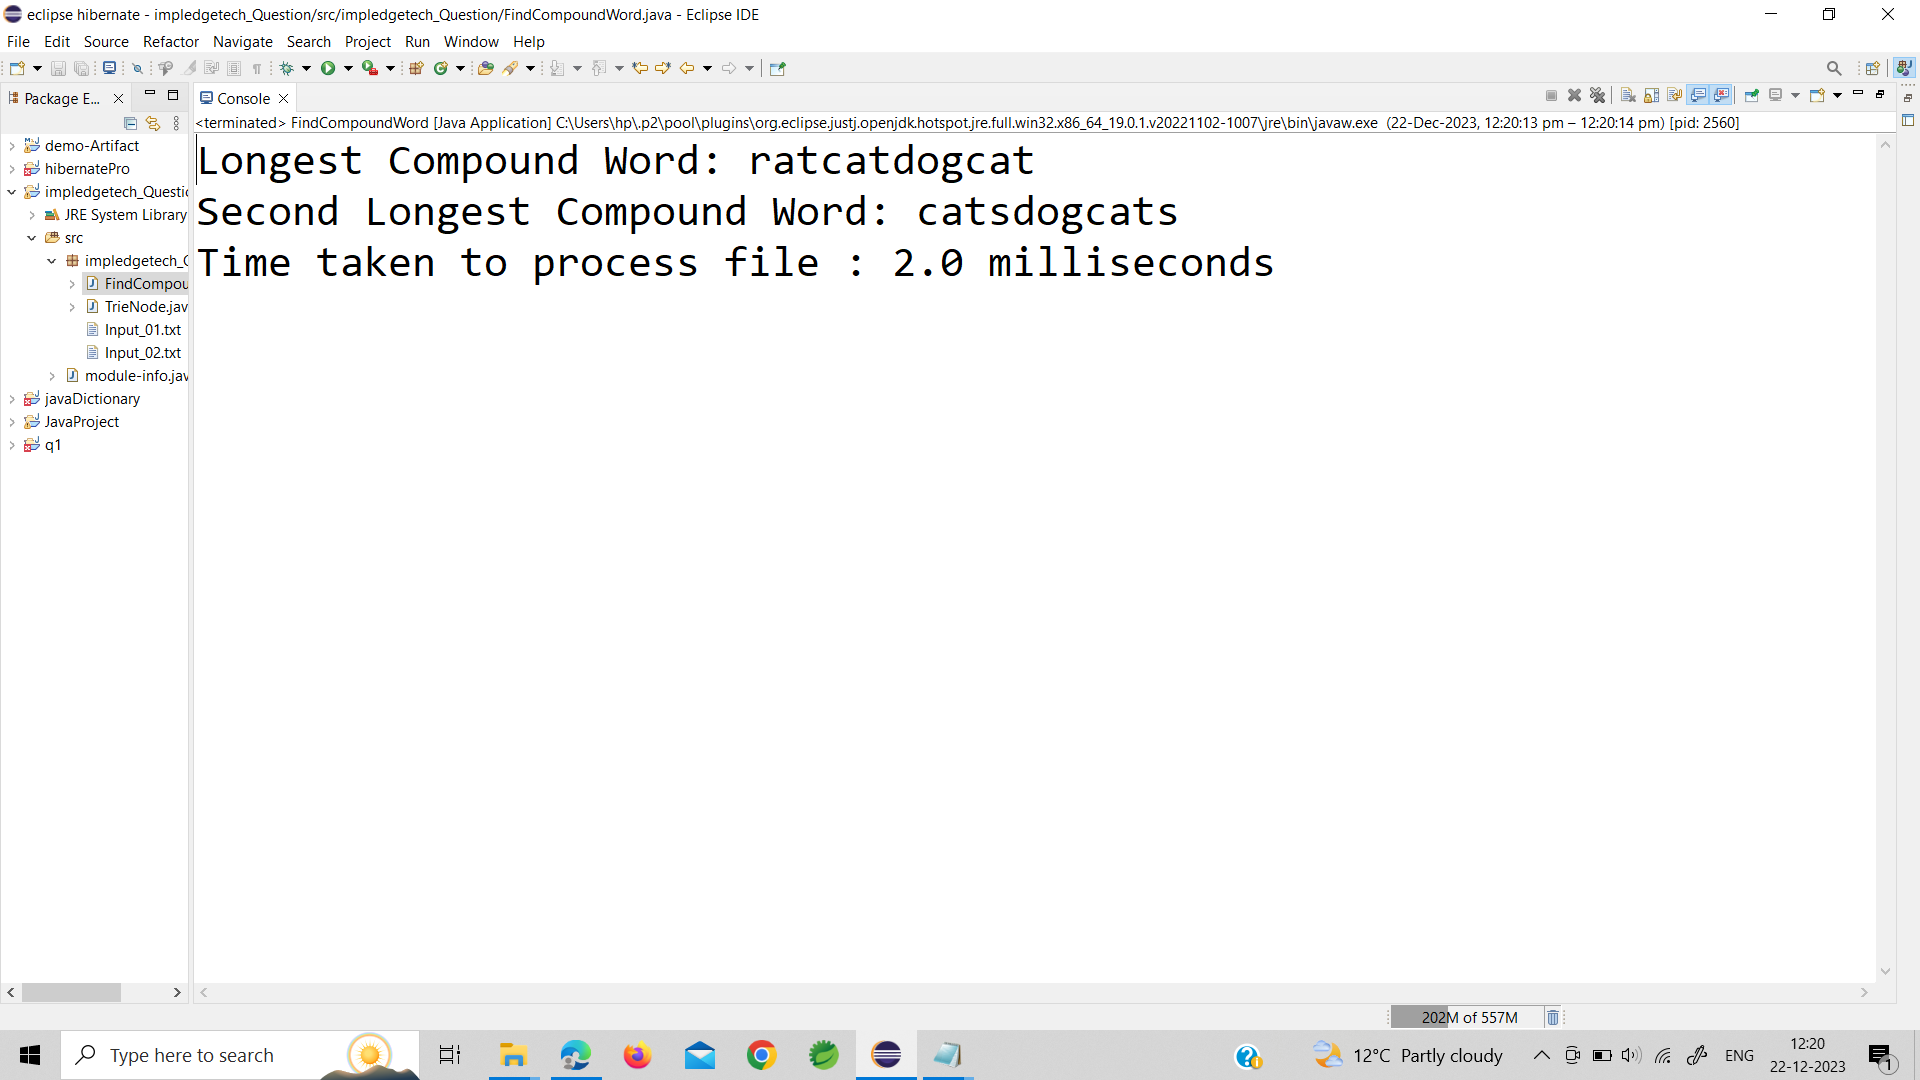 eclipse hibernate - impledgetech_Question/src/impledgetech_Question/FindCompoundWord.java - Eclipse IDE
File Edit Source Refactor Navigate Search Project Run Window Help
Package E...
Console
<terminated> FindCompoundWord [Java Application] C:\Users\hp\.p2\pool\plugins\org.eclipse.justj.openjdk.hotspot.jre.full.win32.x86_64_19.0.1.v20221102-1007\jre\bin\javaw.exe (22-Dec-2023, 12:20:13 pm – 12:20:14 pm) [pid: 2560]
demo-Artifact
hibernatePro
impledgetech_Questic
JRE System Library
src
impledgetech_Q
FindCompou
TrieNode.jav
Input_01.txt
Input_02.txt
module-info.jav
javaDictionary
JavaProject
q1
Longest Compound Word: ratcatdogcat
Second Longest Compound Word: catsdogcats
Time taken to process file : 2.0 milliseconds
202M of 557M
Type here to search
12°C Partly cloudy
ENG
12:20
22-12-2023
1